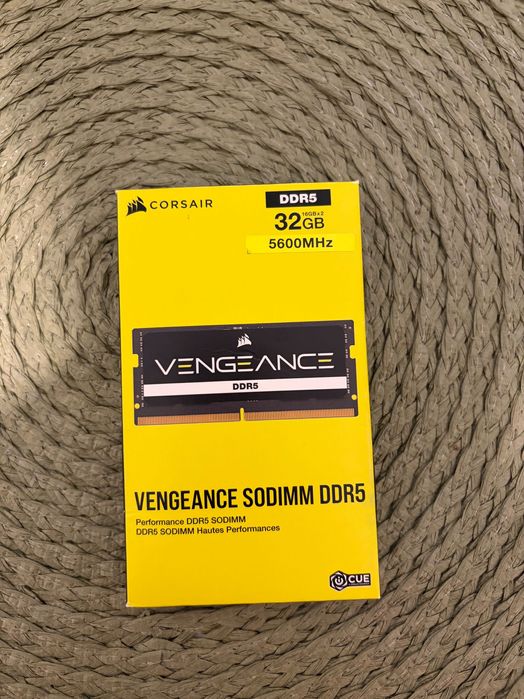 CORSAIR
DDR5
32GB
16GBx2
5600MHz
VENGEANCE
DDR5
VENGEANCE SODIMM DDR5
Performance DDR5 SODIMM
DDR5 SODIMM Hautes Performances
iCUE